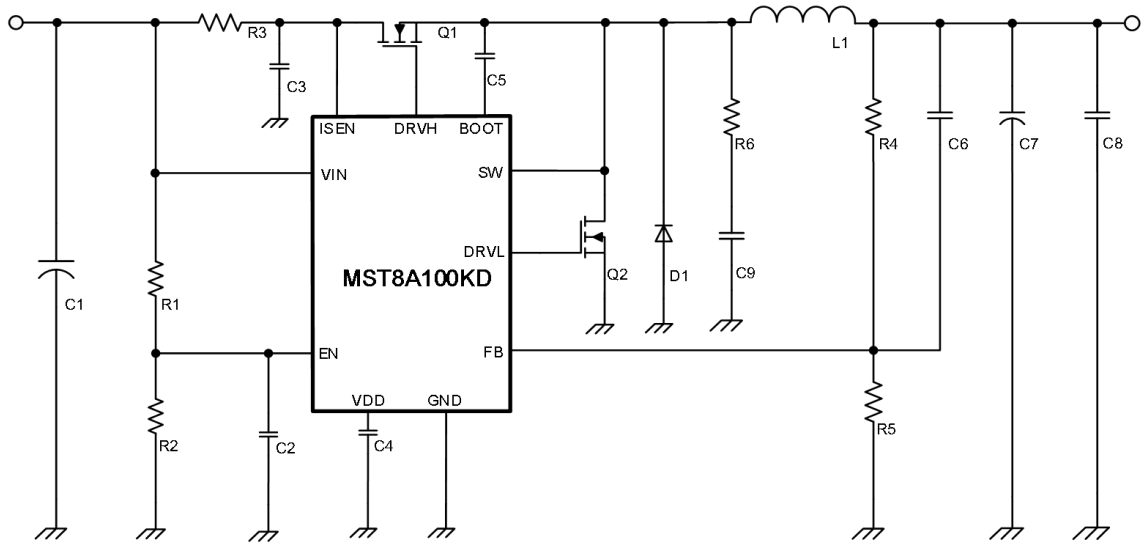 R3
C3
Q1
C5
L1
ISEN
DRVH
BOOT
R6
R4
C6
C7
C8
VIN
SW
DRVL
MST8A100KD
Q2
D1
C9
C1
R1
EN
FB
VDD
GND
R2
C2
C4
R5